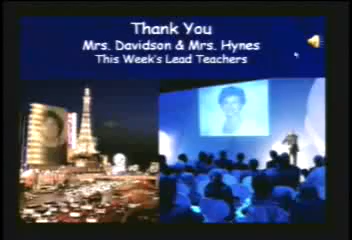 Thank You
Mrs. Davidson & Mrs. Hynes
This Week's Lead Teachers